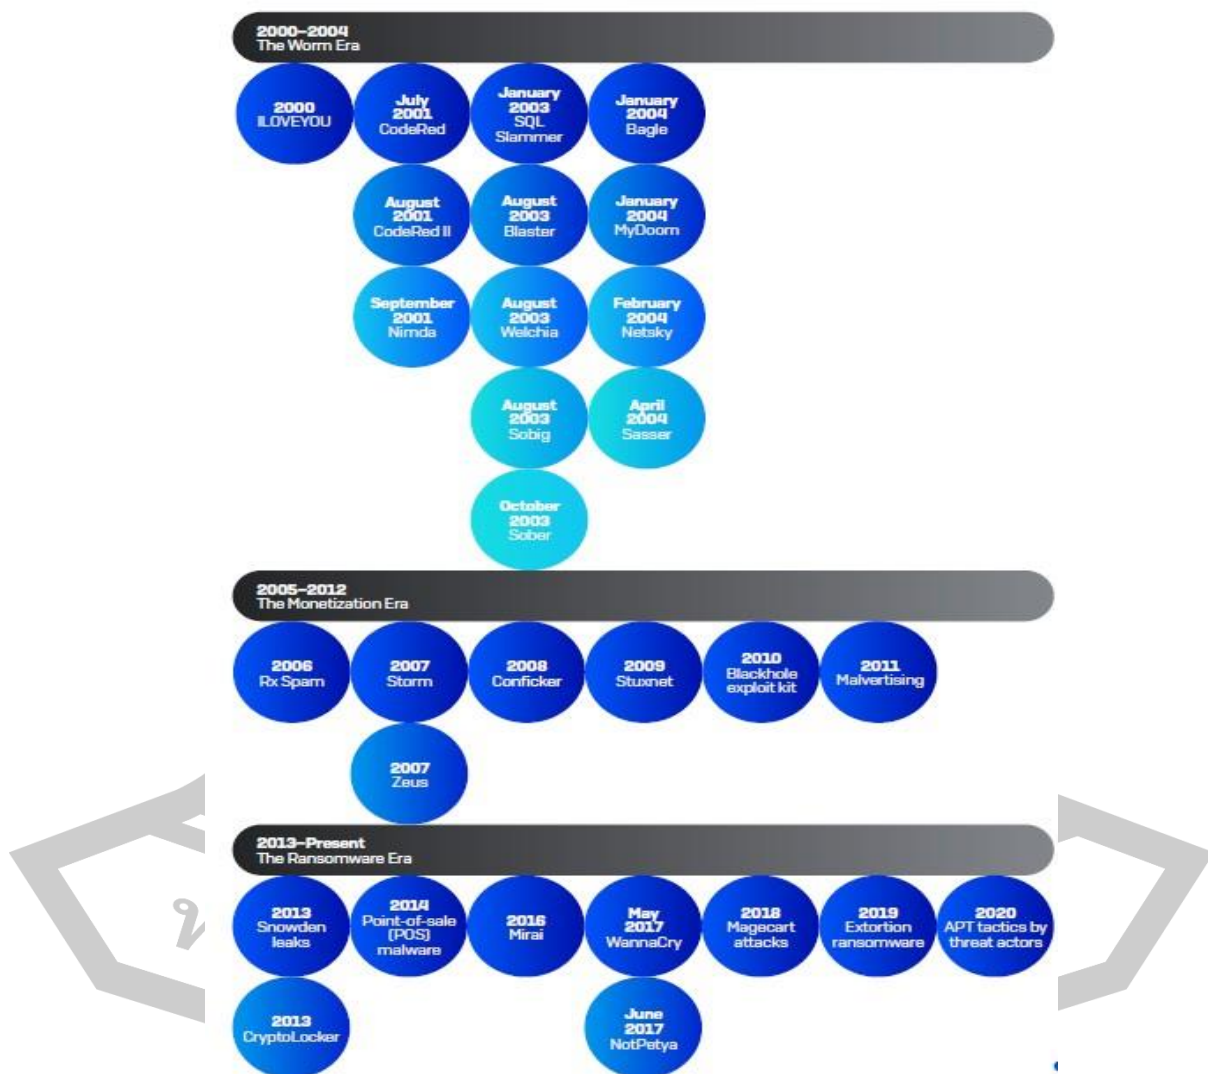 2000–2004
The Worm Era
2000
ILOVEYOU
July
2001
CodeRed
January
2003
SQL
Slammer
January
2004
Bagle
August
2001
CodeRed II
August
2003
Blaster
January
2004
MyDoom
September
2001
Nimda
August
2003
Welchia
February
2004
Netsky
August
2003
Sobig
April
2004
Sasser
October
2003
Sober
2005–2012
The Monetization Era
2006
Rx Spam
2007
Storm
2008
Conficker
2009
Stuxnet
2010
Blackhole
exploit kit
2011
Malvertising
2007
Zeus
2013–Present
The Ransomware Era
2013
Snowden
leaks
2014
Point-of-sale
(POS)
malware
2016
Mirai
May
2017
WannaCry
2018
Magecart
attacks
2019
Extortion
ransomware
2020
APT tactics by
threat actors
2013
CryptoLocker
June
2017
NotPetya